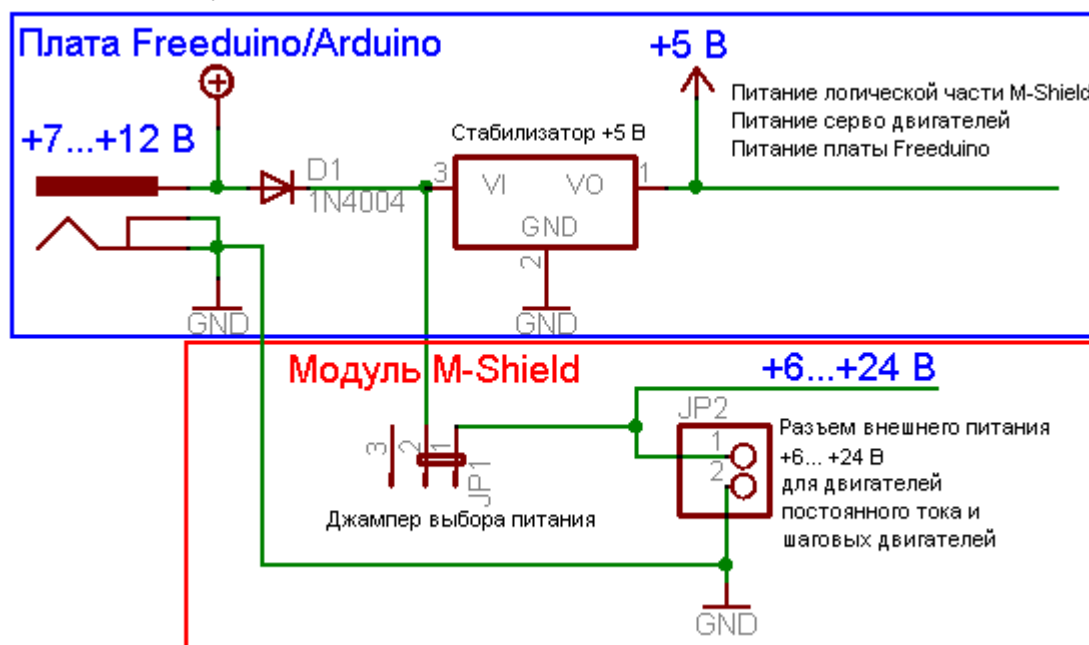 Плата Freeduino/Arduino
+5 В
+7...+12 В
Питание логической части M-Shield
Питание серво двигателей
Питание платы Freeduino
Стабилизатор +5 В
D1
1N4004
3
VI
VO
1
GND
2
GND
GND
Модуль M-Shield
+6...+24 В
3
2
1
JP1
Джампер выбора питания
JP2
1
2
Разъем внешнего питания
+6... +24 В
для двигателей
постоянного тока и
шаговых двигателей
GND